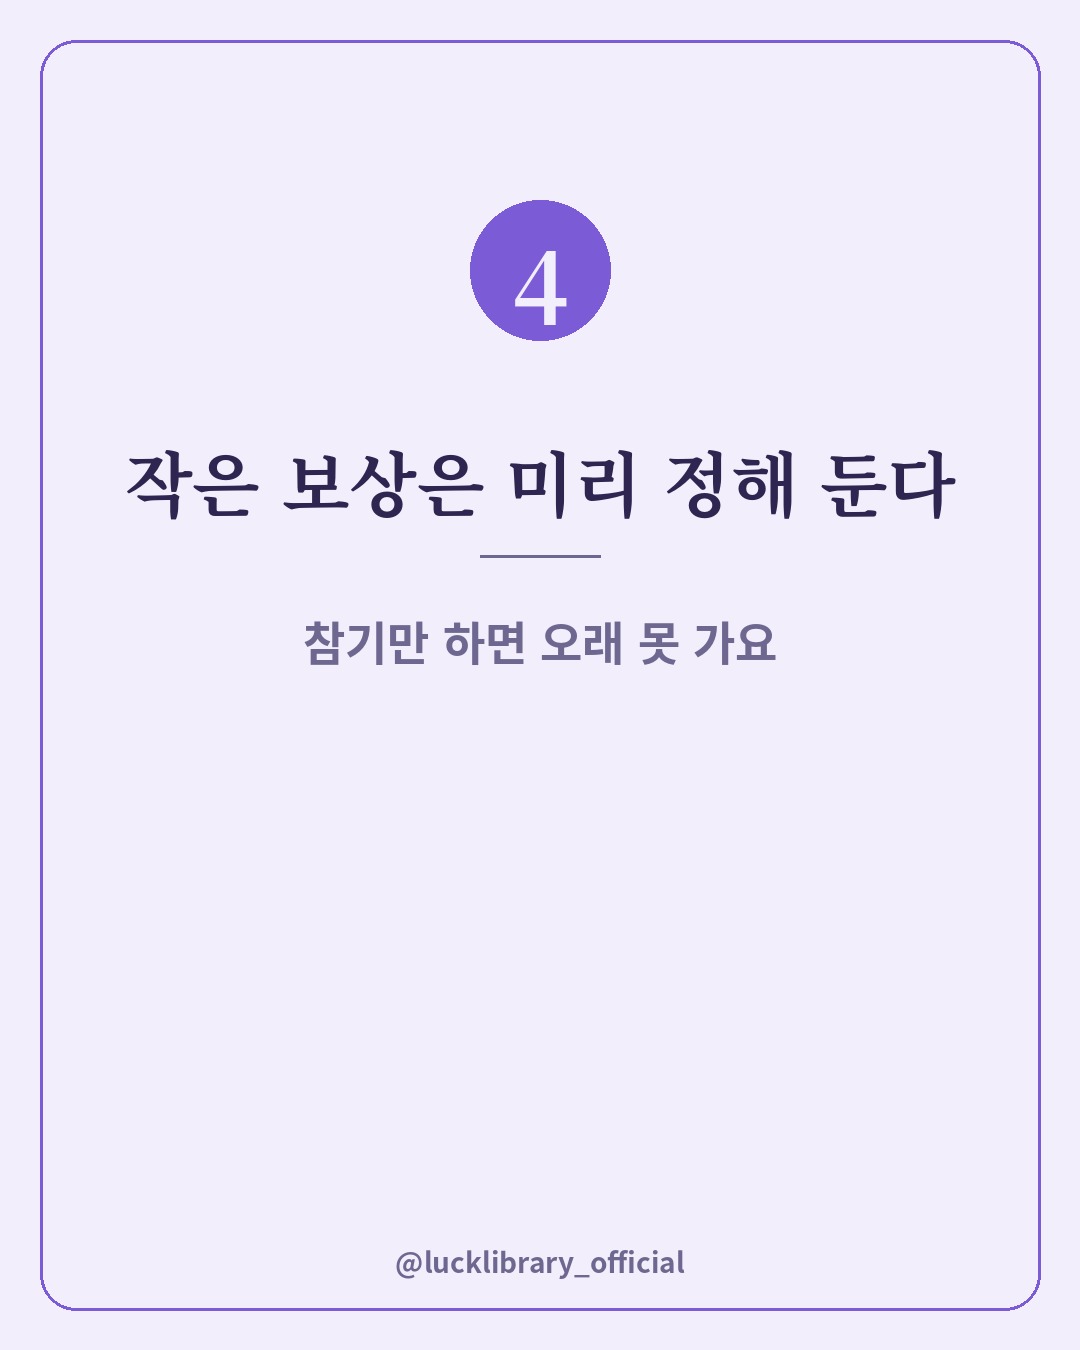 4
작은 보상은 미리 정해 둔다
참기만 하면 오래 못 가요
@lucklibrary_official